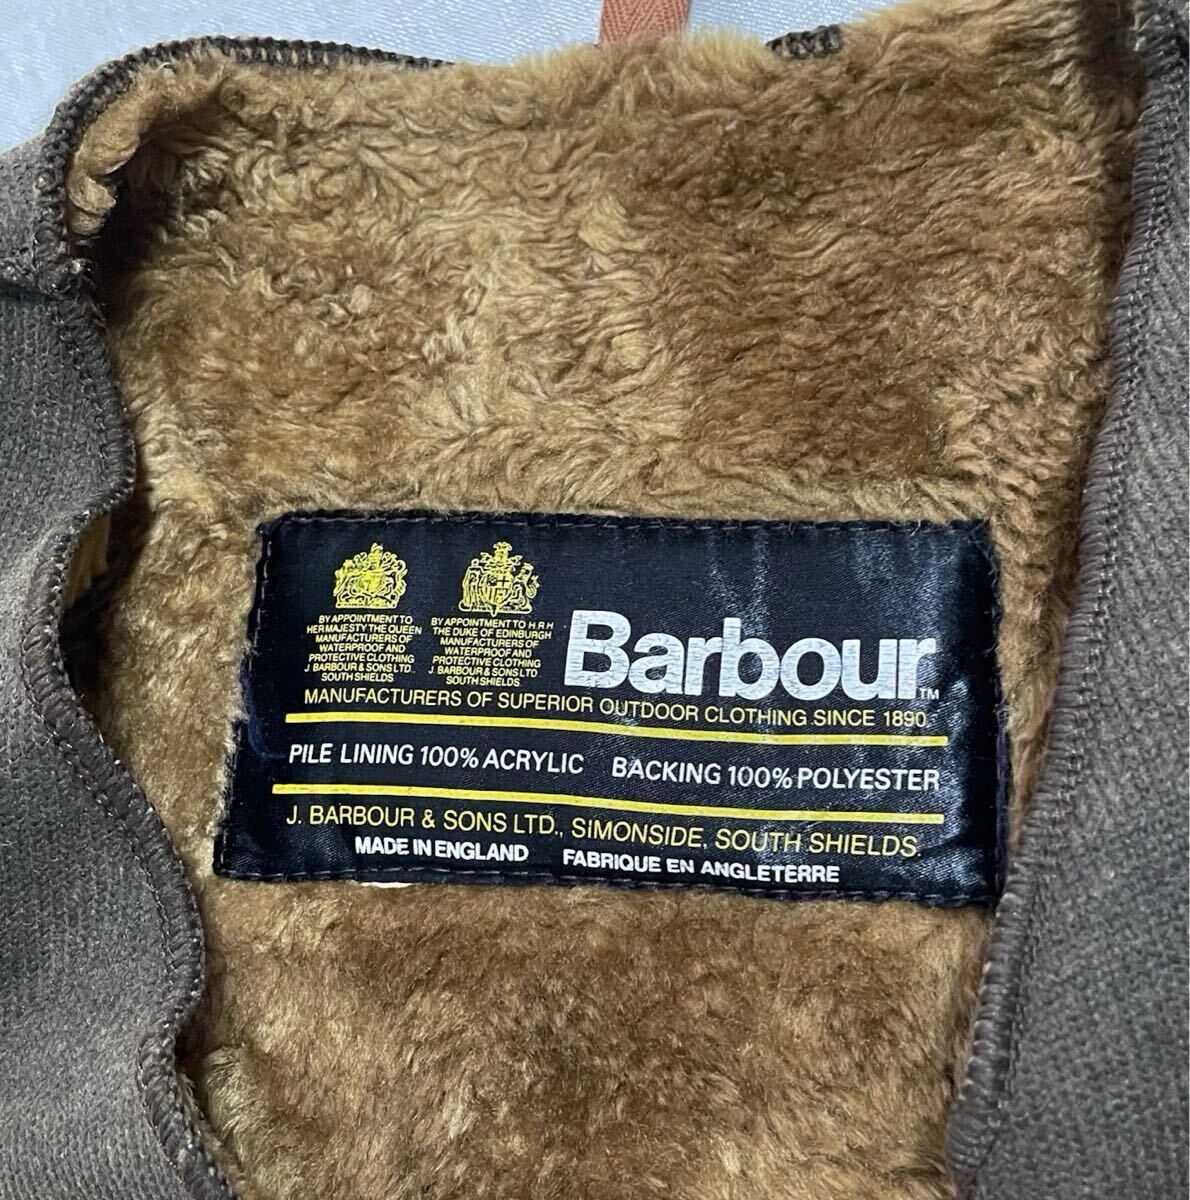 BY APPOINTMENT TO
HER MAJESTY THE QUEEN
MANUFACTURERS OF
WATERPROOF AND
PROTECTIVE CLOTHING
J. BARBOUR & SONS LTD.
SOUTH SHIELDS
BY APPOINTMENT TO H.R.H
THE DUKE OF EDINBURGH
MANUFACTURERS OF
WATERPROOF AND
PROTECTIVE CLOTHING
J. BARBOUR & SONS LTD
SOUTH SHIELDS
Barbour™
MANUFACTURERS OF SUPERIOR OUTDOOR CLOTHING SINCE 1890.
PILE LINING 100% ACRYLIC BACKING 100% POLYESTER
J. BARBOUR & SONS LTD., SIMONSIDE, SOUTH SHIELDS.
MADE IN ENGLAND FABRIQUE EN ANGLETERRE